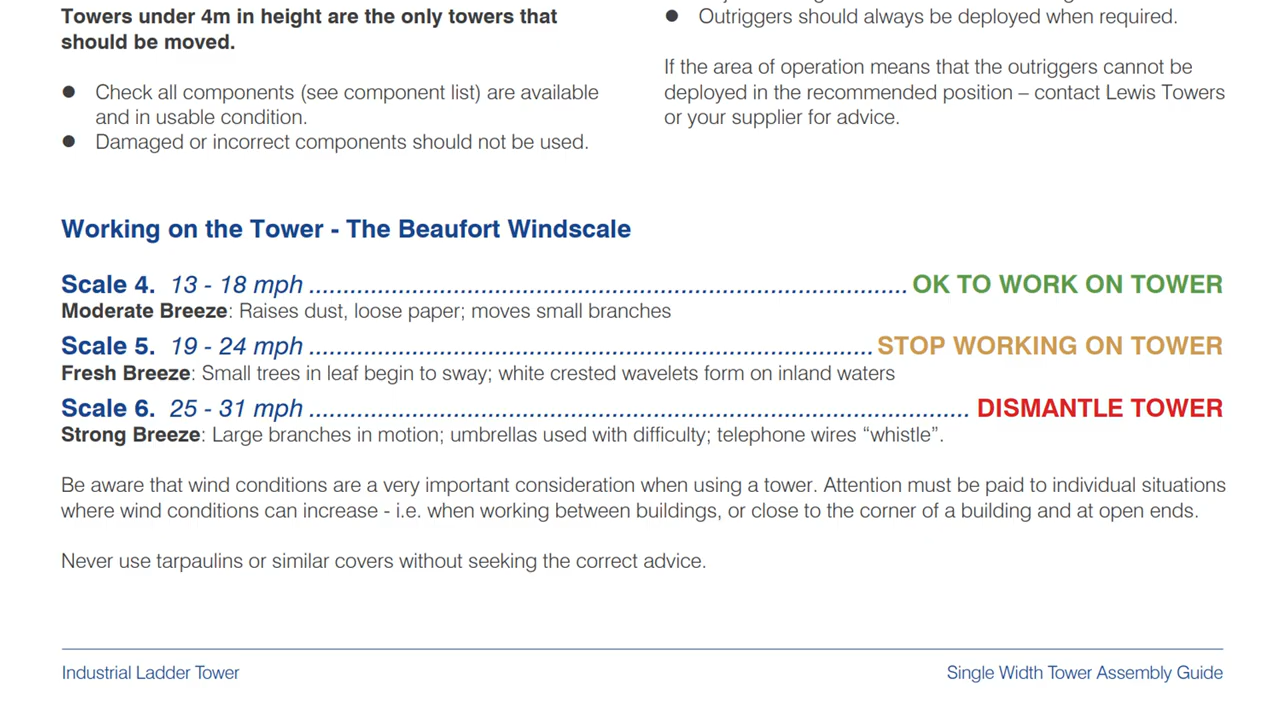 Towers under 4m in height are the only towers that
should be moved.
● Check all components (see component list) are available
and in usable condition.
● Damaged or incorrect components should not be used.
● Outriggers should always be deployed when required.
If the area of operation means that the outriggers cannot be
deployed in the recommended position – contact Lewis Towers
or your supplier for advice.
Working on the Tower - The Beaufort Windscale
Scale 4. 13 - 18 mph ........................................................................................ OK TO WORK ON TOWER
Moderate Breeze: Raises dust, loose paper; moves small branches
Scale 5. 19 - 24 mph ................................................................................... STOP WORKING ON TOWER
Fresh Breeze: Small trees in leaf begin to sway; white crested wavelets form on inland waters
Scale 6. 25 - 31 mph ................................................................................................. DISMANTLE TOWER
Strong Breeze: Large branches in motion; umbrellas used with difficulty; telephone wires “whistle”.
Be aware that wind conditions are a very important consideration when using a tower. Attention must be paid to individual situations
where wind conditions can increase - i.e. when working between buildings, or close to the corner of a building and at open ends.
Never use tarpaulins or similar covers without seeking the correct advice.
Industrial Ladder Tower
Single Width Tower Assembly Guide